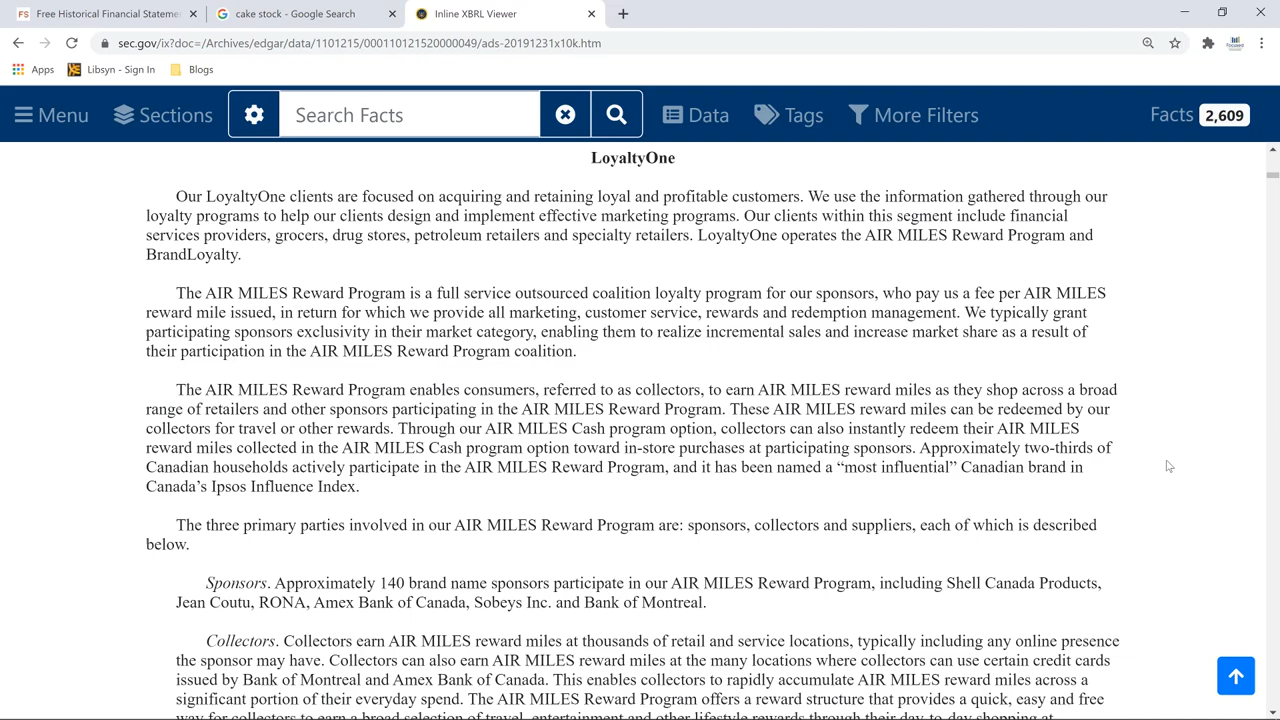 Free Historical Financial Stateme
cake stock - Google Search
Inline XBRL Viewer
sec.gov/ix?doc=/Archives/edgar/data/1101215/000110121520000049/ads-20191231x10k.htm
Apps
Libsyn - Sign In
Blogs
Menu
Sections
Search Facts
Data
Tags
More Filters
Facts 2,609
LoyaltyOne
Our LoyaltyOne clients are focused on acquiring and retaining loyal and profitable customers. We use the information gathered through our
loyalty programs to help our clients design and implement effective marketing programs. Our clients within this segment include financial
services providers, grocers, drug stores, petroleum retailers and specialty retailers. LoyaltyOne operates the AIR MILES Reward Program and
BrandLoyalty.
The AIR MILES Reward Program is a full service outsourced coalition loyalty program for our sponsors, who pay us a fee per AIR MILES
reward mile issued, in return for which we provide all marketing, customer service, rewards and redemption management. We typically grant
participating sponsors exclusivity in their market category, enabling them to realize incremental sales and increase market share as a result of
their participation in the AIR MILES Reward Program coalition.
The AIR MILES Reward Program enables consumers, referred to as collectors, to earn AIR MILES reward miles as they shop across a broad
range of retailers and other sponsors participating in the AIR MILES Reward Program. These AIR MILES reward miles can be redeemed by our
collectors for travel or other rewards. Through our AIR MILES Cash program option, collectors can also instantly redeem their AIR MILES
reward miles collected in the AIR MILES Cash program option toward in-store purchases at participating sponsors. Approximately two-thirds of
Canadian households actively participate in the AIR MILES Reward Program, and it has been named a “most influential” Canadian brand in
Canada’s Ipsos Influence Index.
The three primary parties involved in our AIR MILES Reward Program are: sponsors, collectors and suppliers, each of which is described
below.
Sponsors. Approximately 140 brand name sponsors participate in our AIR MILES Reward Program, including Shell Canada Products,
Jean Coutu, RONA, Amex Bank of Canada, Sobeys Inc. and Bank of Montreal.
Collectors. Collectors earn AIR MILES reward miles at thousands of retail and service locations, typically including any online presence
the sponsor may have. Collectors can also earn AIR MILES reward miles at the many locations where collectors can use certain credit cards
issued by Bank of Montreal and Amex Bank of Canada. This enables collectors to rapidly accumulate AIR MILES reward miles across a
significant portion of their everyday spend. The AIR MILES Reward Program offers a reward structure that provides a quick, easy and free
way for collectors to earn a broad selection of travel, entertainment and other lifestyle rewards through their day-to-day shopping at